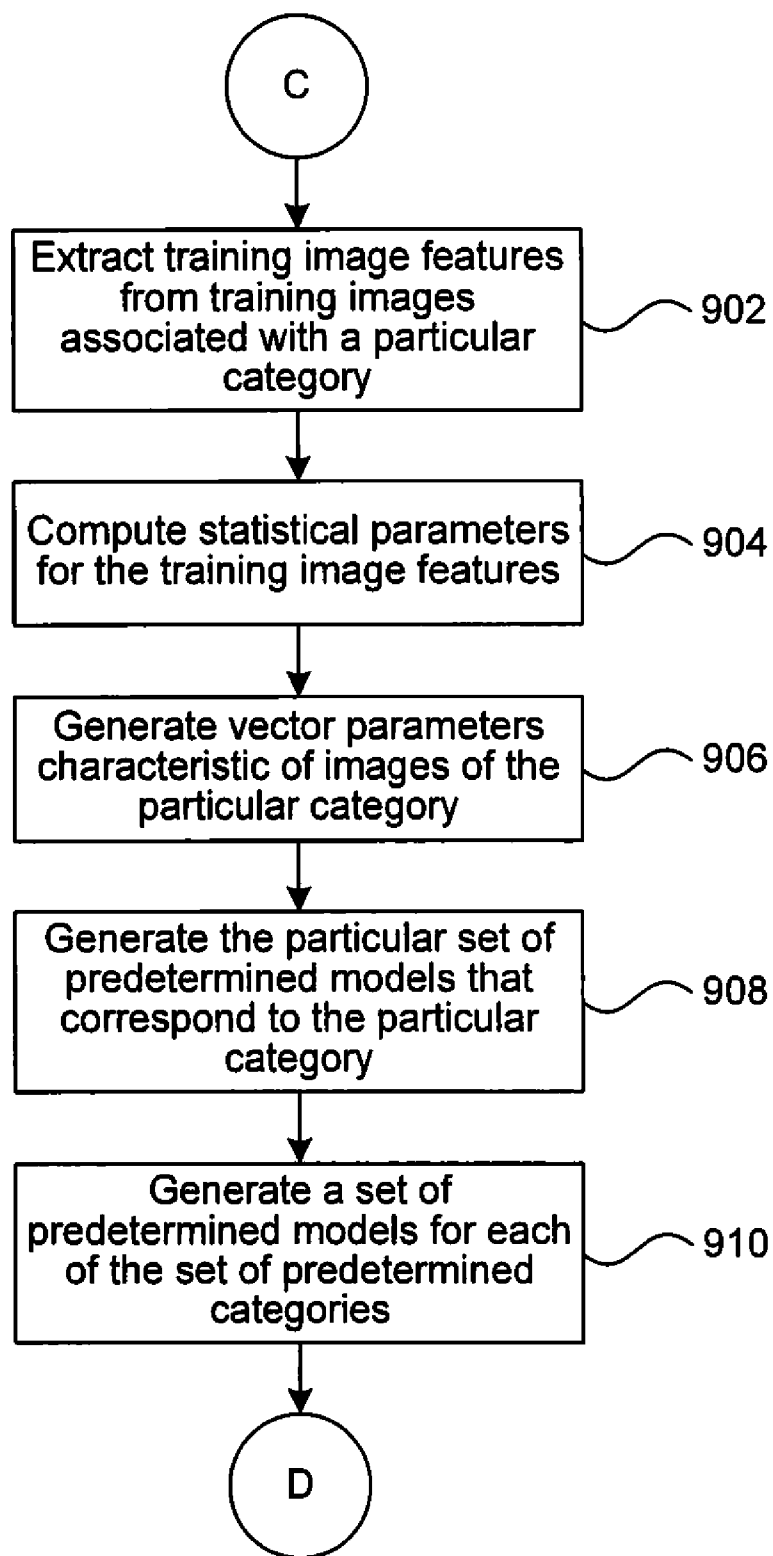 C
Extract training image features
from training images
associated with a particular
category
902
Compute statistical parameters
for the training image features
904
Generate vector parameters
characteristic of images of the
particular category
906
Generate the particular set of
predetermined models that
correspond to the particular
category
908
Generate a set of
predetermined models for each
of the set of predetermined
categories
910
D